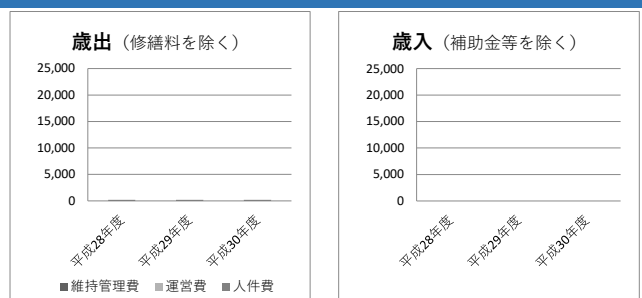 歳出（修繕料を除く）
25,000
20,000
15,000
10,000
5,000
0
平成28年度
平成29年度
平成30年度
■維持管理費 ■運営費 ■人件費
歳入（補助金等を除く）
25,000
20,000
15,000
10,000
5,000
0
平成28年度
平成29年度
平成30年度